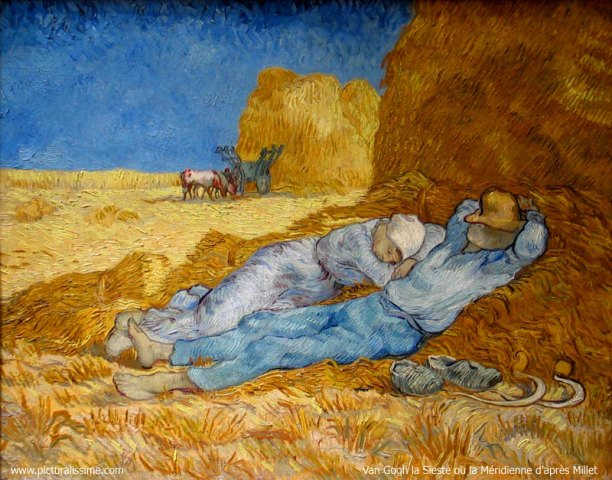 www.picturalissime.com
Van Gogh la Sieste ou la Méridienne d'après Millet